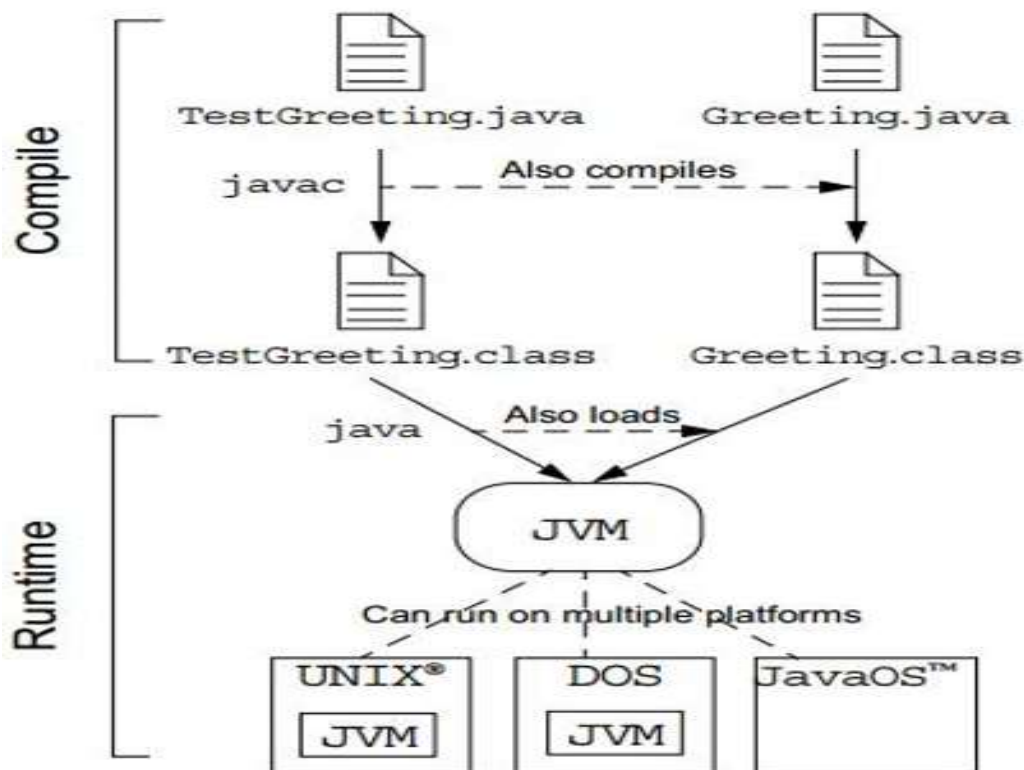 Compile
TestGreeting.java
Greeting.java
javac
Also compiles
TestGreeting.class
Greeting.class
Runtime
java
Also loads
JVM
Can run on multiple platforms
UNIX®
DOS
JavaOS™
JVM
JVM